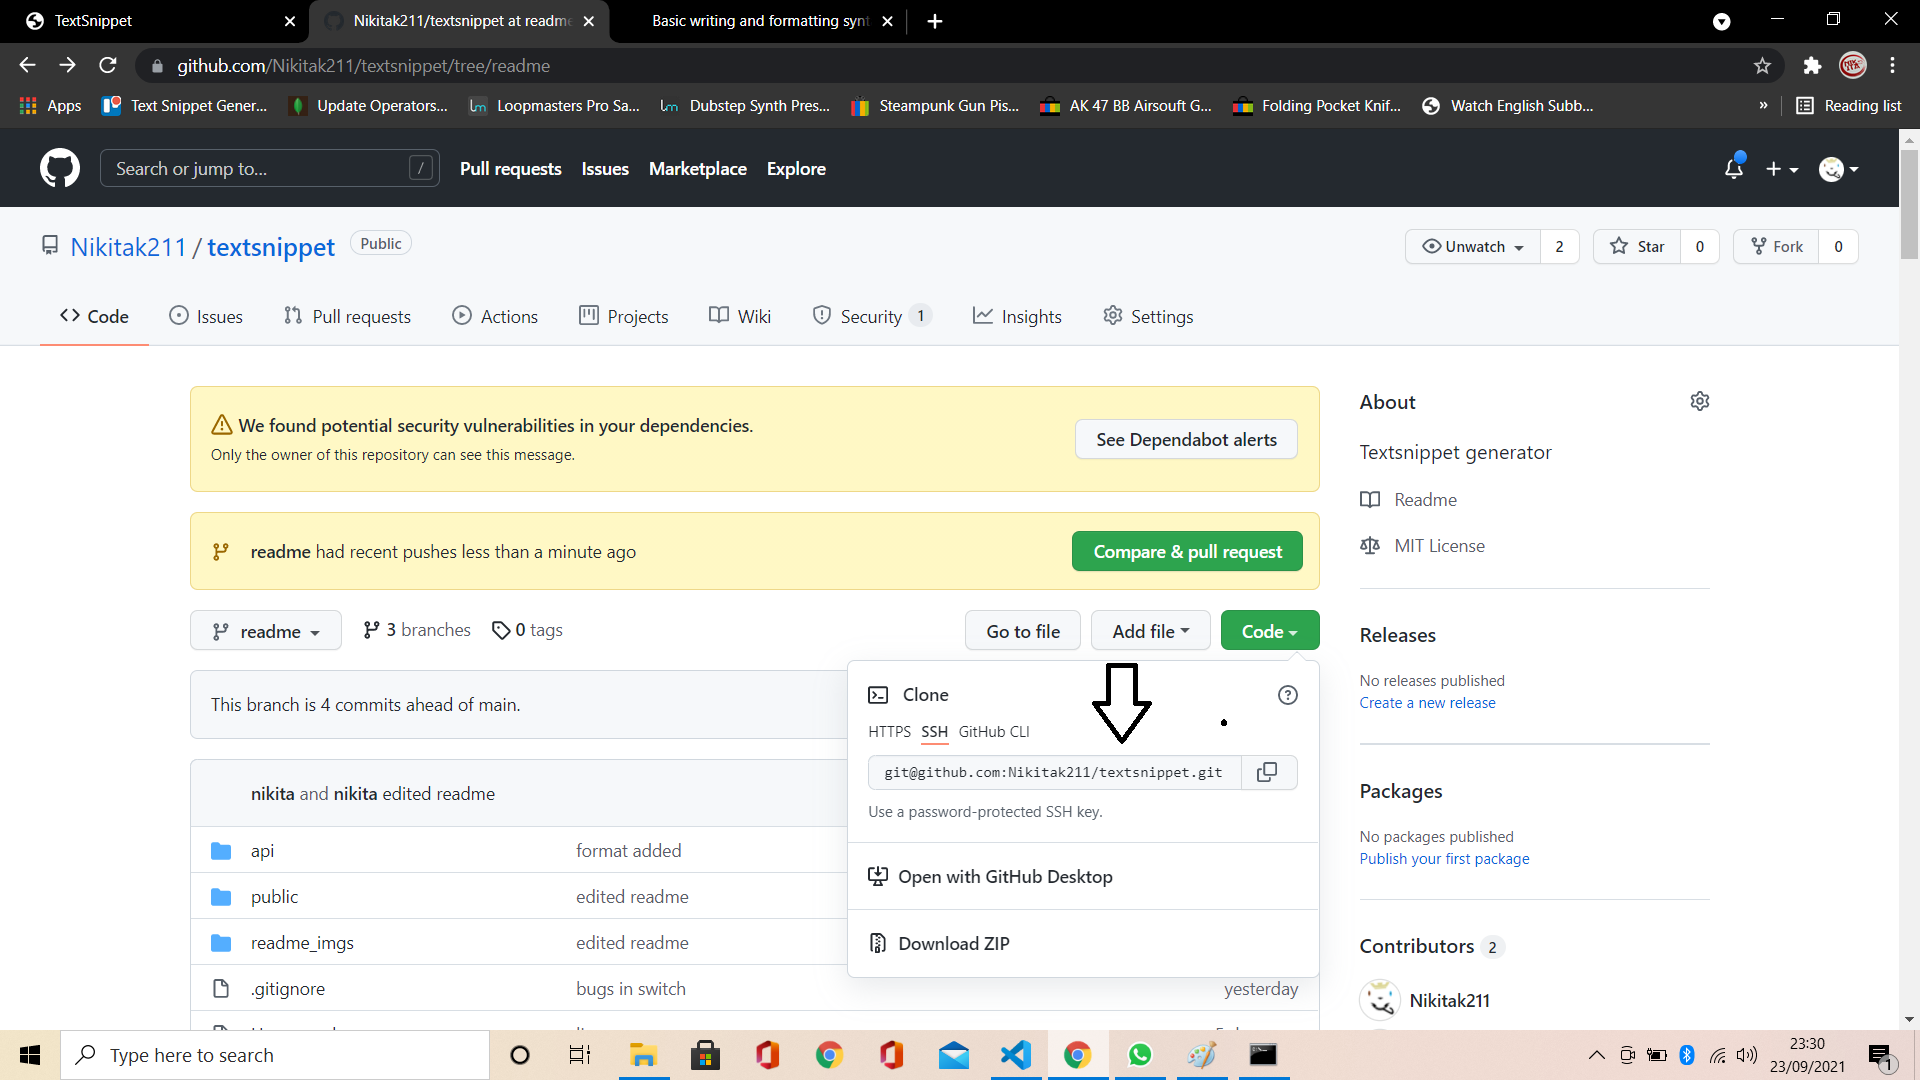 TextSnippet
Nikitak211/textsnippet at readme
Basic writing and formatting synt
github.com/Nikitak211/textsnippet/tree/readme
Apps
Text Snippet Gener...
Update Operators...
Loopmasters Pro Sa...
Dubstep Synth Pres...
Steampunk Gun Pis...
AK 47 BB Airsouft G...
Folding Pocket Knif...
Watch English Subb...
»
Reading list
Search or jump to...
/
Pull requests
Issues
Marketplace
Explore
Nikitak211 / textsnippet
Public
Unwatch
2
Star
0
Fork
0
Code
Issues
Pull requests
Actions
Projects
Wiki
Security 1
Insights
Settings
We found potential security vulnerabilities in your dependencies.
Only the owner of this repository can see this message.
See Dependabot alerts
readme had recent pushes less than a minute ago
Compare & pull request
readme
3 branches
0 tags
Go to file
Add file
Code
This branch is 4 commits ahead of main.
Clone
HTTPS SSH GitHub CLI
git@github.com:Nikitak211/textsnippet.git
Use a password-protected SSH key.
Open with GitHub Desktop
Download ZIP
nikita and nikita edited readme
api format added
public edited readme
readme_imgs edited readme
.gitignore bugs in switch yesterday
About
Textsnippet generator
Readme
MIT License
Releases
No releases published
Create a new release
Packages
No packages published
Publish your first package
Contributors 2
Nikitak211
Type here to search
23:30
23/09/2021
1